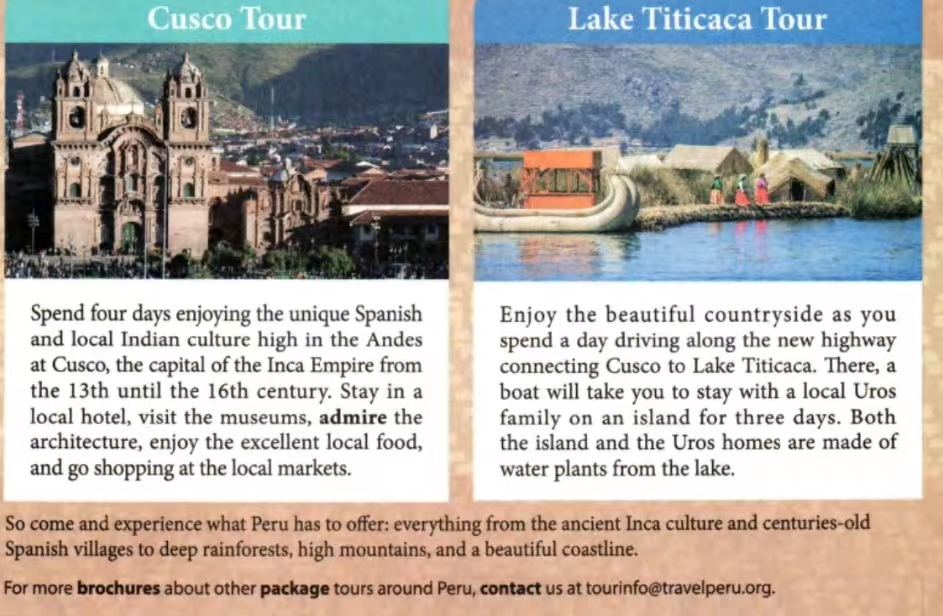 Cusco Tour
Spend four days enjoying the unique Spanish
and local Indian culture high in the Andes
at Cusco, the capital of the Inca Empire from
the 13th until the 16th century. Stay in a
local hotel, visit the museums, admire the
architecture, enjoy the excellent local food,
and go shopping at the local markets.
Lake Titicaca Tour
Enjoy the beautiful countryside as you
spend a day driving along the new highway
connecting Cusco to Lake Titicaca. There, a
boat will take you to stay with a local Uros
family on an island for three days. Both
the island and the Uros homes are made of
water plants from the lake.
So come and experience what Peru has to offer: everything from the ancient Inca culture and centuries-old
Spanish villages to deep rainforests, high mountains, and a beautiful coastline.
For more brochures about other package tours around Peru, contact us at tourinfo@travelperu.org.